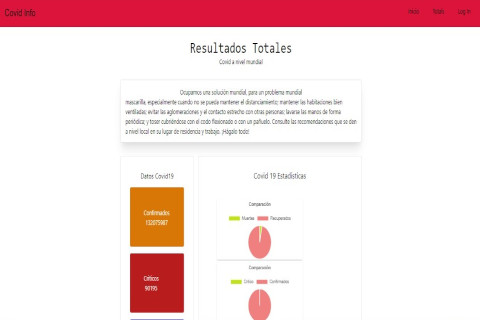 Covid info
Inicio Totals Log In
Resultados Totales
Covid a nivel mundial
Ocupamos una solución mundial, para un problema mundial
mascarilla, especialmente cuando no se pueda mantener el distanciamiento; mantener las habitaciones bien
ventiladas; evitar las aglomeraciones y el contacto estrecho con otras personas; lavarse las manos de forma
periódica; y toser cubriéndose con el codo flexionado o con un pañuelo. Consulte las recomendaciones que se den
a nivel local en su lugar de residencia y trabajo. ¡Hágalo todo!
Datos Covid19
Confirmados
132075987
Críticos
90195
Covid 19 Estadisticas
Comparación
Muertes Recuperados
Comparación
Críticos Confirmados